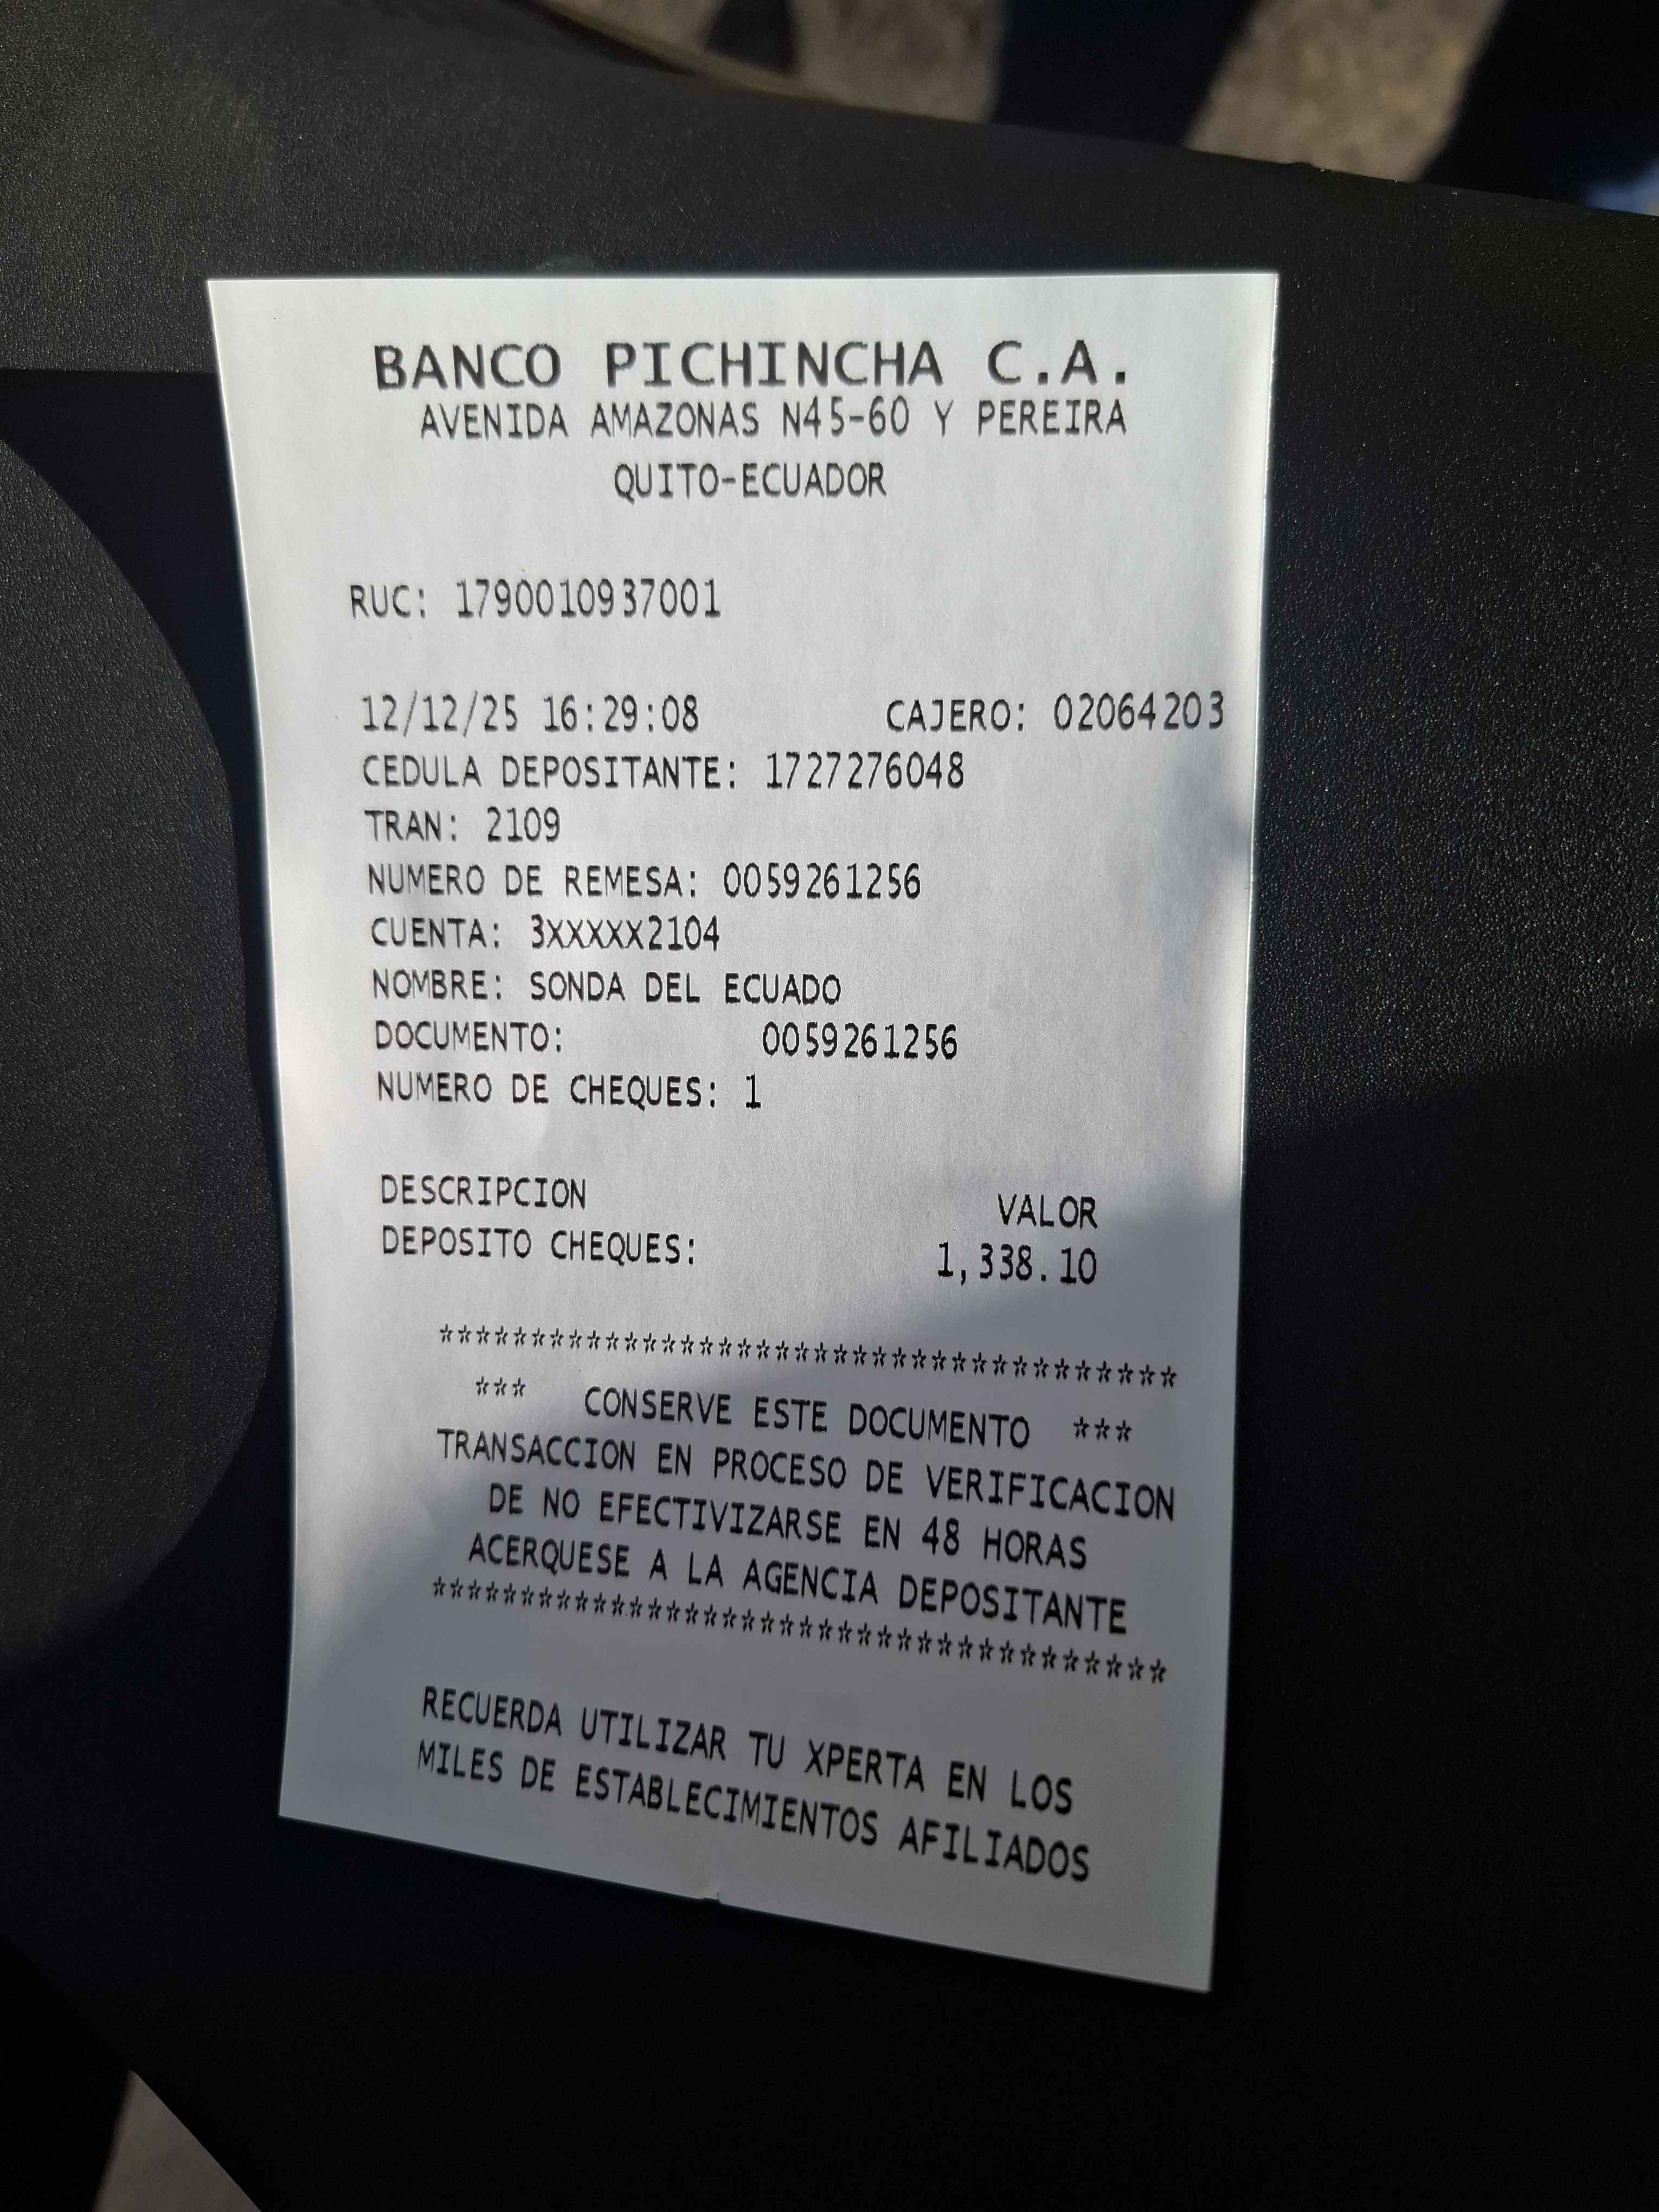 BANCO PICHINCHA C.A.
AVENIDA AMAZONAS N45-60 Y PEREIRA
QUITO-ECUADOR
RUC: 1790010937001
12/12/25 16:29:08 CAJERO: 02064203
CEDULA DEPOSITANTE: 1727276048
TRAN: 2109
NUMERO DE REMESA: 0059261256
CUENTA: 3XXXXX2104
NOMBRE: SONDA DEL ECUADO
DOCUMENTO: 0059261256
NUMERO DE CHEQUES: 1
DESCRIPCION VALOR
DEPOSITO CHEQUES: 1,338.10
****************************************
*** CONSERVE ESTE DOCUMENTO ***
TRANSACCION EN PROCESO DE VERIFICACION
DE NO EFECTIVIZARSE EN 48 HORAS
ACERQUESE A LA AGENCIA DEPOSITANTE
****************************************
RECUERDA UTILIZAR TU XPERTA EN LOS
MILES DE ESTABLECIMIENTOS AFILIADOS